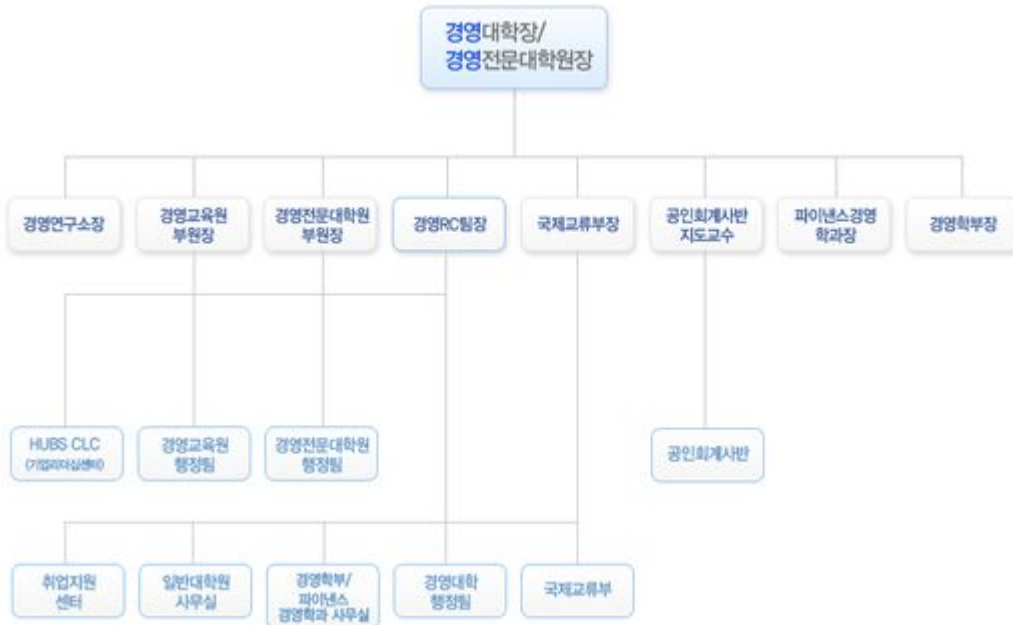 경영대학장/
경영전문대학원장
경영연구소장
경영교육원
부원장
경영전문대학원
부원장
경영RC팀장
국제교류부장
공인회계사반
지도교수
파이낸스경영
학과장
경영학부장
HUBS CLC
(기업리더십센터)
경영교육원
행정팀
경영전문대학원
행정팀
공인회계사반
취업지원
센터
일반대학원
사무실
경영학부/
파이낸스
경영학과 사무실
경영대학
행정팀
국제교류부